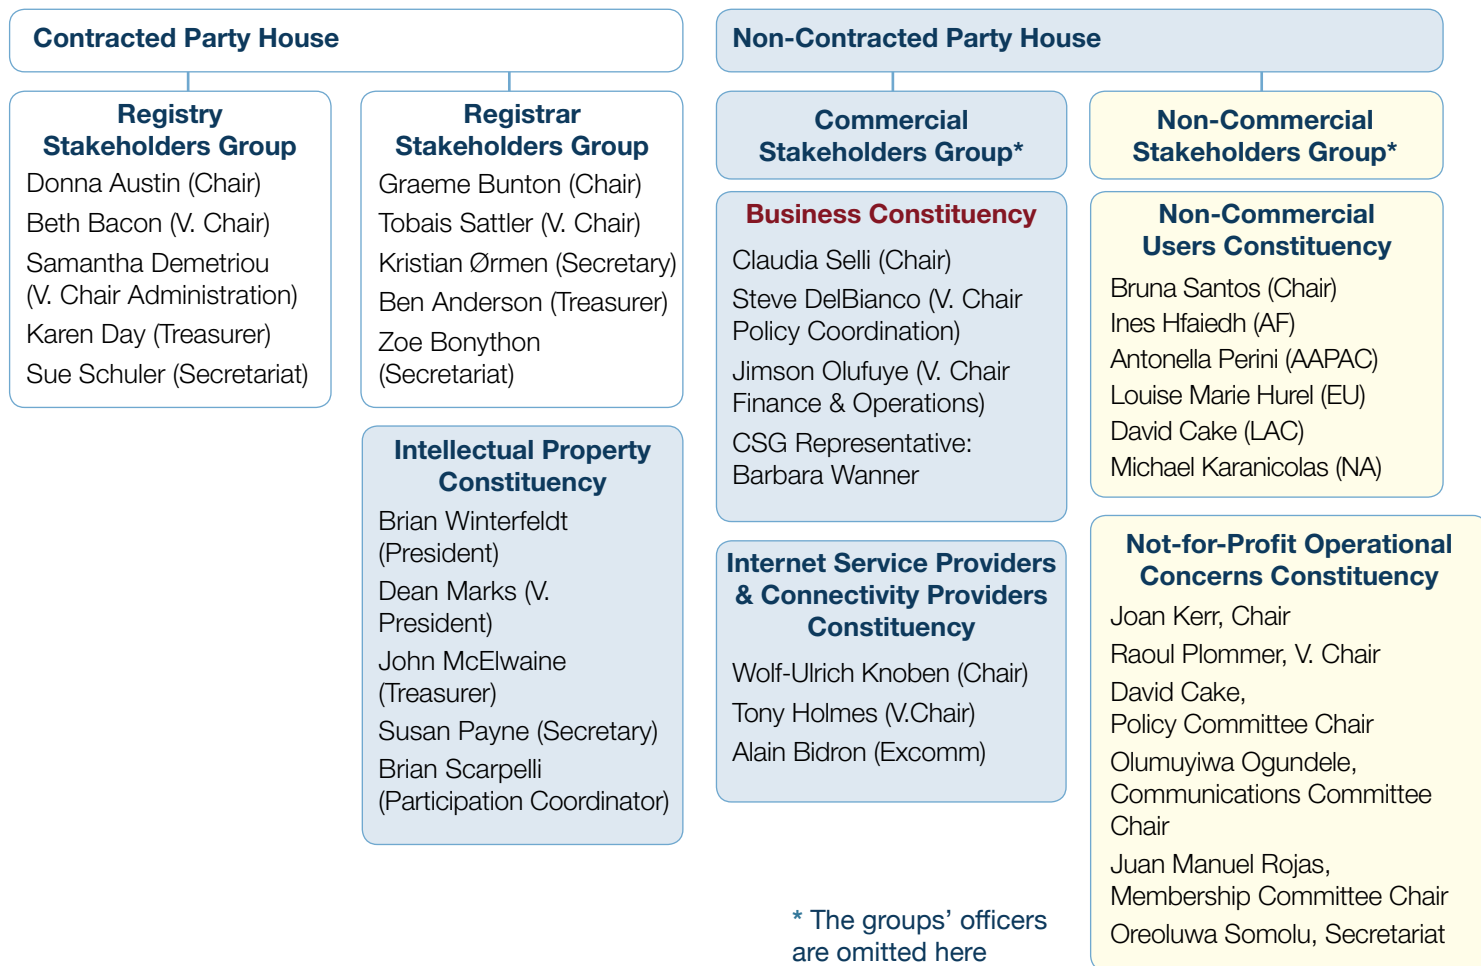 Contracted Party House
Non-Contracted Party House
Registry
Stakeholders Group
Donna Austin (Chair)
Beth Bacon (V. Chair)
Samantha Demetriou
(V. Chair Administration)
Karen Day (Treasurer)
Sue Schuler (Secretariat)
Registrar
Stakeholders Group
Graeme Bunton (Chair)
Tobais Sattler (V. Chair)
Kristian Ørmen (Secretary)
Ben Anderson (Treasurer)
Zoe Bonython
(Secretariat)
Intellectual Property
Constituency
Brian Winterfeldt
(President)
Dean Marks (V.
President)
John McElwaine
(Treasurer)
Susan Payne (Secretary)
Brian Scarpelli
(Participation Coordinator)
Commercial
Stakeholders Group*
Business Constituency
Claudia Selli (Chair)
Steve DelBianco (V. Chair
Policy Coordination)
Jimson Olufuye (V. Chair
Finance & Operations)
CSG Representative:
Barbara Wanner
Internet Service Providers
& Connectivity Providers
Constituency
Wolf-Ulrich Knoben (Chair)
Tony Holmes (V.Chair)
Alain Bidron (Excomm)
Non-Commercial
Stakeholders Group*
Non-Commercial
Users Constituency
Bruna Santos (Chair)
Ines Hfaiedh (AF)
Antonella Perini (AAPAC)
Louise Marie Hurel (EU)
David Cake (LAC)
Michael Karanicolas (NA)
Not-for-Profit Operational
Concerns Constituency
Joan Kerr, Chair
Raoul Plommer, V. Chair
David Cake,
Policy Committee Chair
Olumuyiwa Ogundele,
Communications Committee
Chair
Juan Manuel Rojas,
Membership Committee Chair
Oreoluwa Somolu, Secretariat
* The groups’ officers
are omitted here